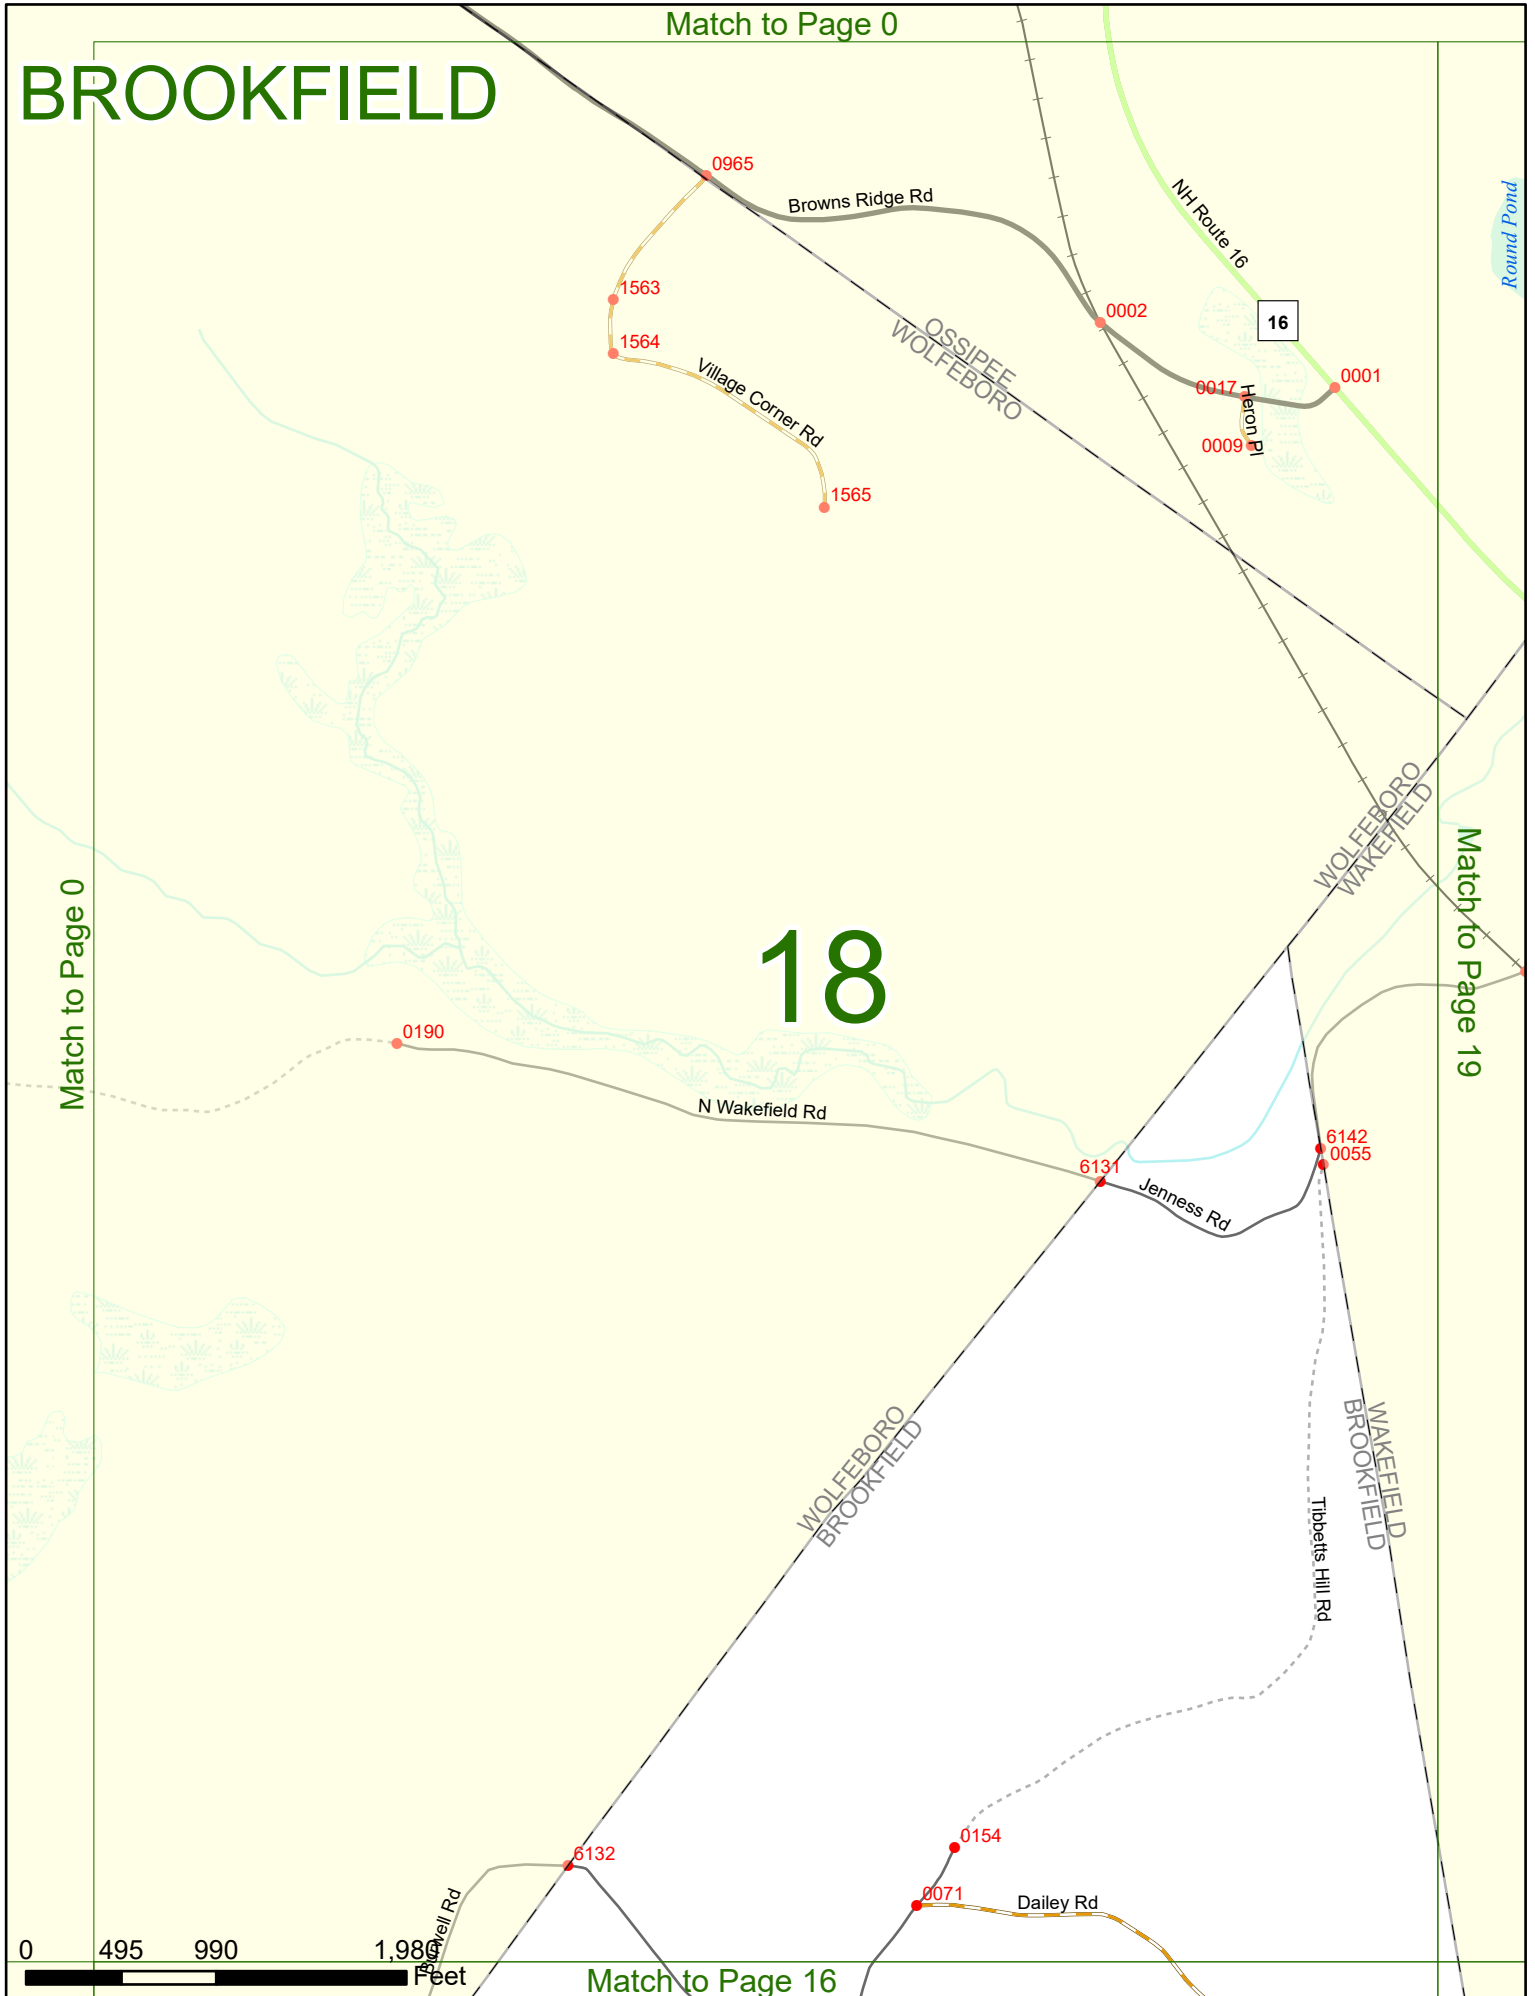 Match to Page 0
BROOKFIELD
0965
Browns Ridge Rd
NH Route 16
Round Pond
1563
0002
16
1564
OSSIPEE
WOLFEBORO
Village Corner Rd
0017
0001
Heron Pl
0009
1565
WOLFEBORO
WAKEFIELD
Match to Page 0
18
Match to Page 19
0190
N Wakefield Rd
6142
0055
6131
Jenness Rd
WOLFEBORO
BROOKFIELD
WAKEFIELD
BROOKFIELD
Tibbetts Hill Rd
0154
6132
0071
Dailey Rd
0 495 990 1,980
Feet
Match to Page 16